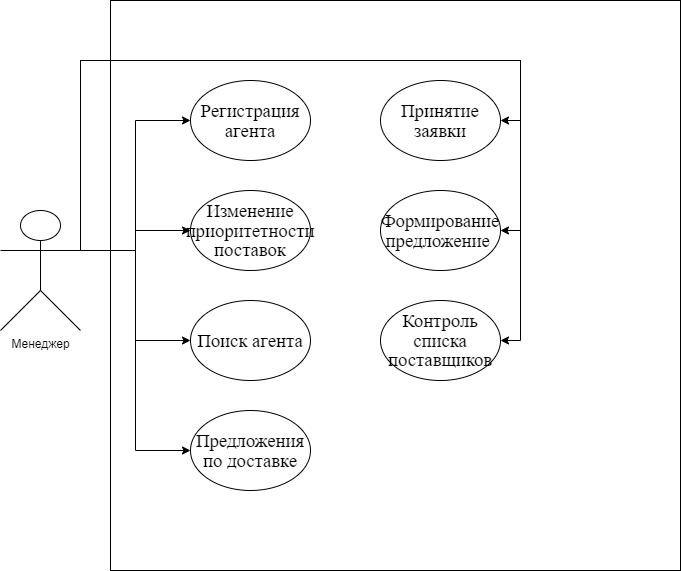 Регистрация
агента
Принятие
заявки
Изменение
приоритетности
поставок
Формирование
предложение
Менеджер
Поиск агента
Контроль
списка
поставщиков
Предложения
по доставке